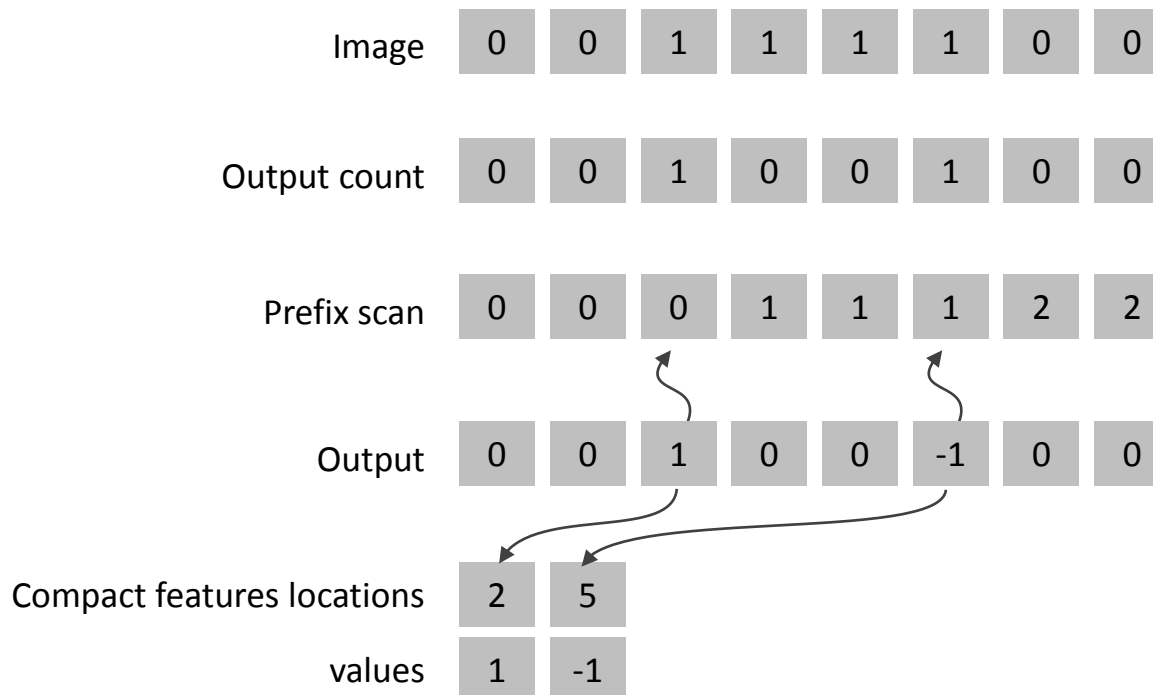 Image 0 0 1 1 1 1 0 0
Output count 0 0 1 0 0 1 0 0
Prefix scan 0 0 0 1 1 1 2 2
Output 0 0 1 0 0 -1 0 0
Compact features locations 2 5
values 1 -1